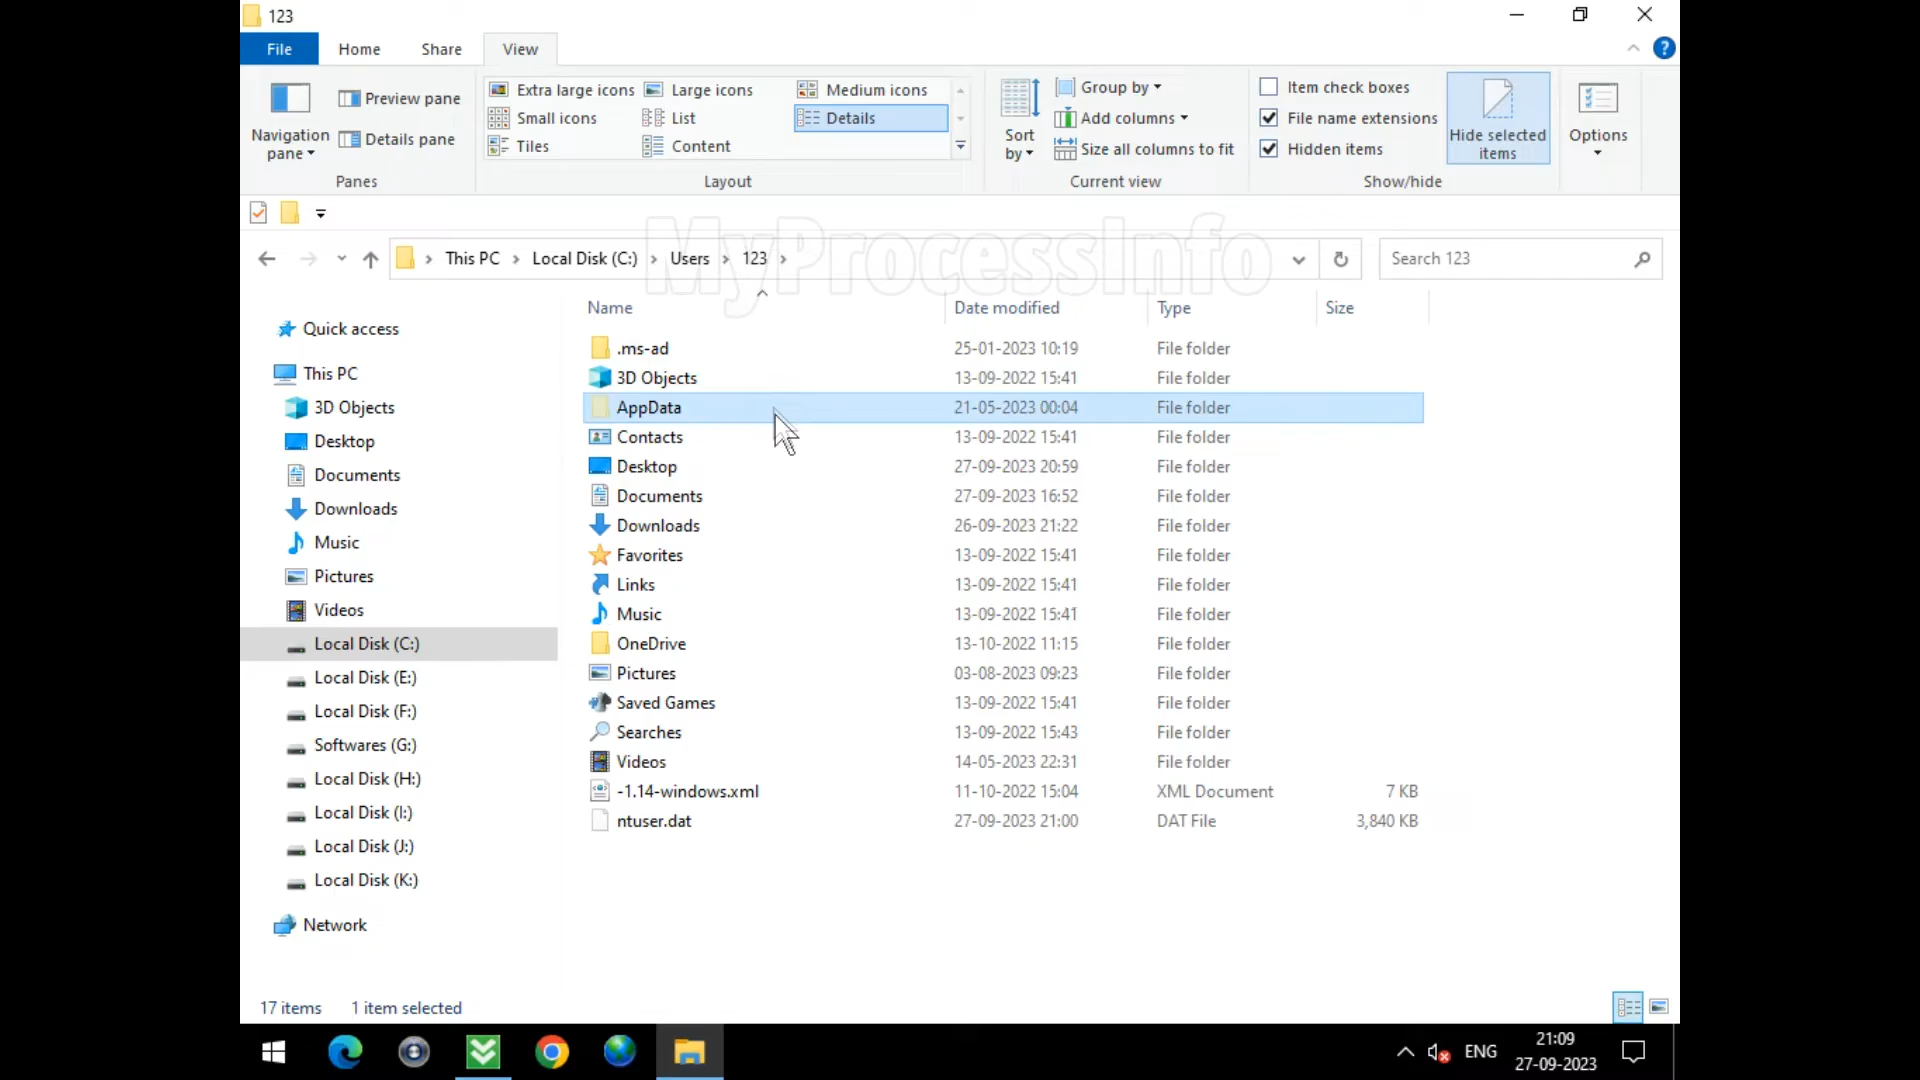 123
File Home Share View
Navigation pane
Preview pane
Details pane
Panes
Extra large icons Large icons Medium icons
Small icons List Details
Tiles Content
Layout
Sort by
Group by
Add columns
Size all columns to fit
Current view
Item check boxes
File name extensions
Hidden items
Hide selected items
Show/hide
Options
MyProcessInfo
This PC Local Disk (C:) Users 123
Search 123
Quick access
This PC
3D Objects
Desktop
Documents
Downloads
Music
Pictures
Videos
Local Disk (C:)
Local Disk (E:)
Local Disk (F:)
Softwares (G:)
Local Disk (H:)
Local Disk (I:)
Local Disk (J:)
Local Disk (K:)
Network
Name Date modified Type Size
.ms-ad 25-01-2023 10:19 File folder
3D Objects 13-09-2022 15:41 File folder
AppData 21-05-2023 00:04 File folder
Contacts 13-09-2022 15:41 File folder
Desktop 27-09-2023 20:59 File folder
Documents 27-09-2023 16:52 File folder
Downloads 26-09-2023 21:22 File folder
Favorites 13-09-2022 15:41 File folder
Links 13-09-2022 15:41 File folder
Music 13-09-2022 15:41 File folder
OneDrive 13-10-2022 11:15 File folder
Pictures 03-08-2023 09:23 File folder
Saved Games 13-09-2022 15:41 File folder
Searches 13-09-2022 15:43 File folder
Videos 14-05-2023 22:31 File folder
-1.14-windows.xml 11-10-2022 15:04 XML Document 7 KB
ntuser.dat 27-09-2023 21:00 DAT File 3,840 KB
17 items 1 item selected
ENG
21:09
27-09-2023